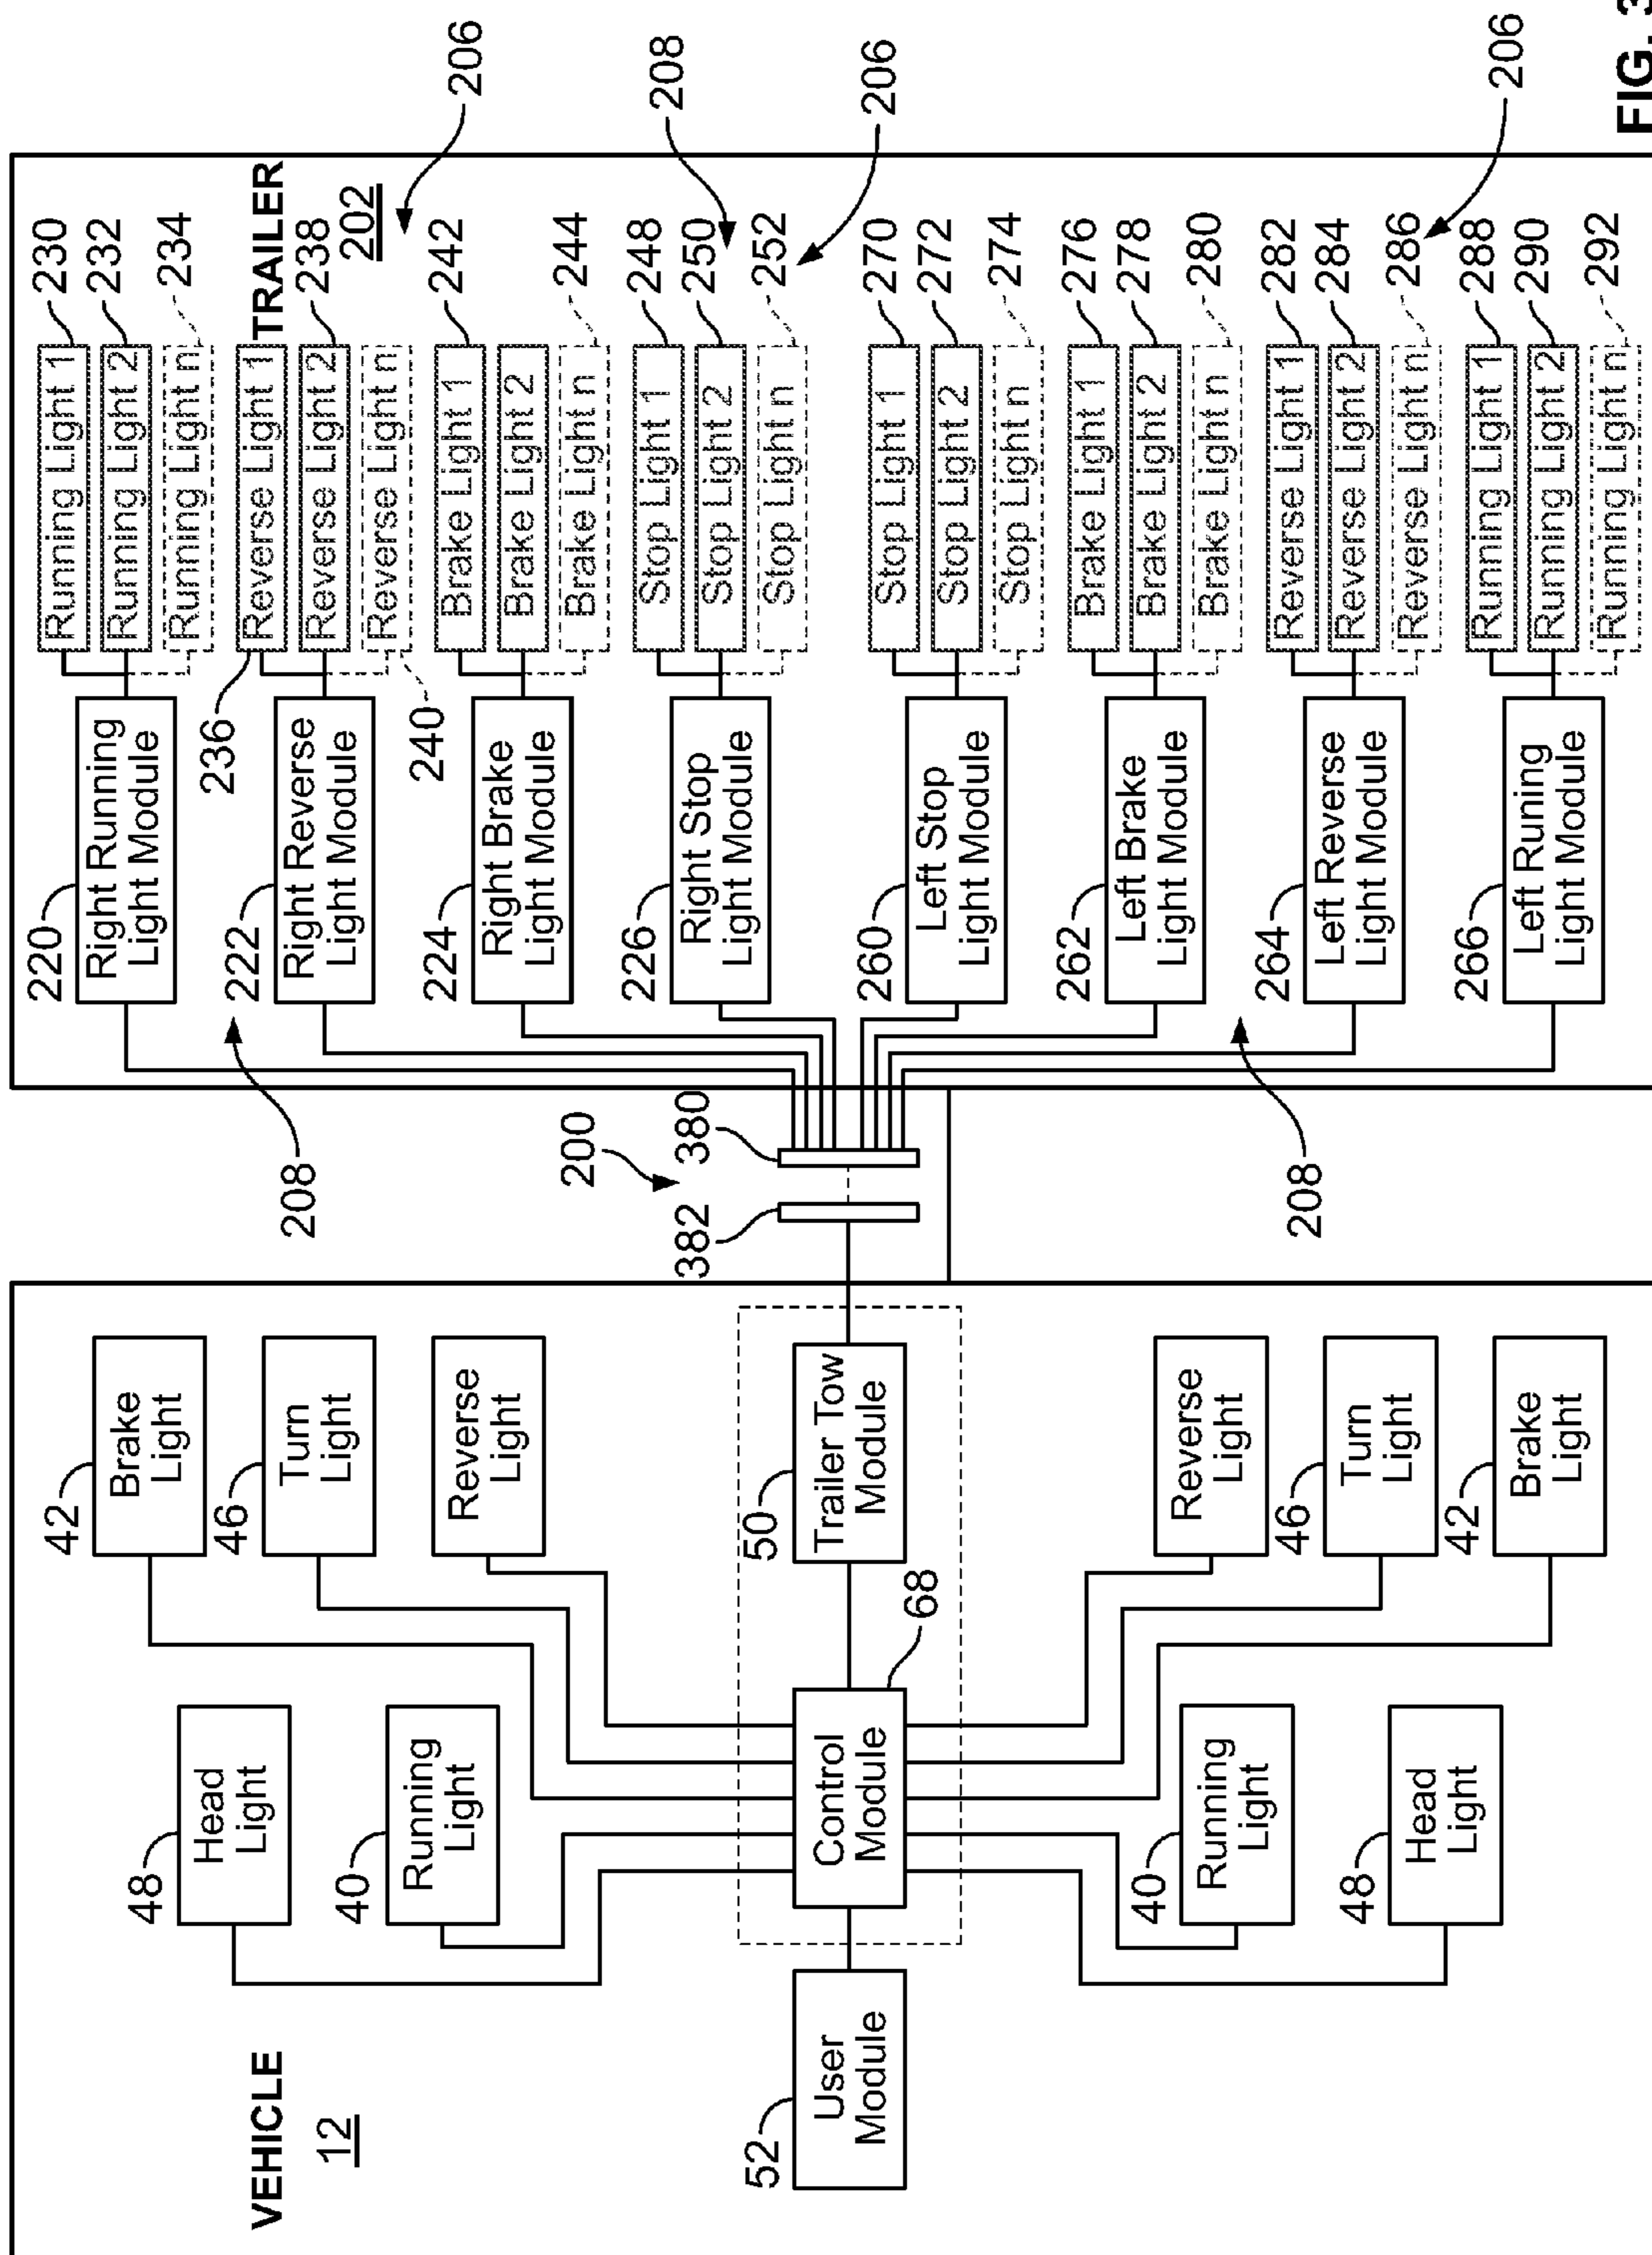 VEHICLE
12
52
User
Module
48
Head
Light
40
Running
Light
42
Brake
Light
46
Turn
Light
Reverse
Light
Control
Module
68
50
Trailer Tow
Module
40
Running
Light
48
Head
Light
Reverse
Light
46
Turn
Light
42
Brake
Light
200
382
380
208
208
TRAILER
202
206
208
206
206
220
Right Running
Light Module
Running Light 1
230
Running Light 2
232
Running Light n
234
222
Right Reverse
Light Module
236
Reverse Light 1
Reverse Light 2
238
Reverse Light n
240
224
Right Brake
Light Module
Brake Light 1
242
Brake Light 2
Brake Light n
244
226
Right Stop
Light Module
Stop Light 1
248
Stop Light 2
250
Stop Light n
252
260
Left Stop
Light Module
Stop Light 1
270
Stop Light 2
272
Stop Light n
274
262
Left Brake
Light Module
Brake Light 1
276
Brake Light 2
278
Brake Light n
280
264
Left Reverse
Light Module
Reverse Light 1
282
Reverse Light 2
284
Reverse Light n
286
266
Left Runing
Light Module
Running Light 1
288
Running Light 2
290
Running Light n
292
FIG. 3